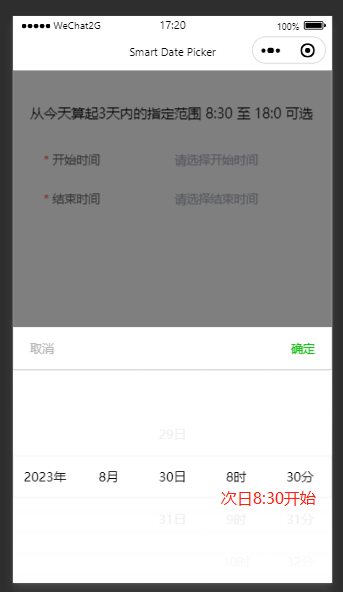 WeChat2G 17:20 100%
Smart Date Picker
从今天算起3天内的指定范围 8:30 至 18:0 可选
* 开始时间 请选择开始时间
* 结束时间 请选择结束时间
取消 确定
29日
2023年 8月 30日 8时 30分
次日8:30开始
31日 9时 31分
10时 32分